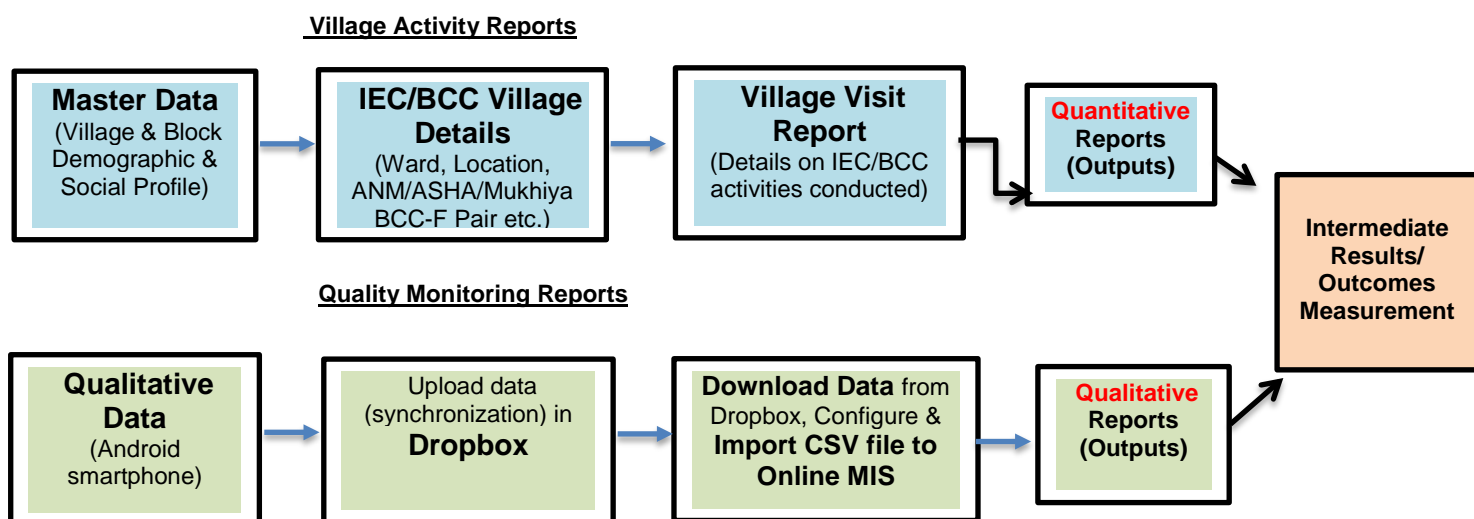 Village Activity Reports
Master Data
(Village & Block
Demographic &
Social Profile)
IEC/BCC Village
Details
(Ward, Location,
ANM/ASHA/Mukhiya
BCC-F Pair etc.)
Village Visit
Report
(Details on IEC/BCC
activities conducted)
Quantitative
Reports
(Outputs)
Intermediate
Results/
Outcomes
Measurement
Quality Monitoring Reports
Qualitative
Data
(Android
smartphone)
Upload data
(synchronization) in
Dropbox
Download Data from
Dropbox, Configure &
Import CSV file to
Online MIS
Qualitative
Reports
(Outputs)